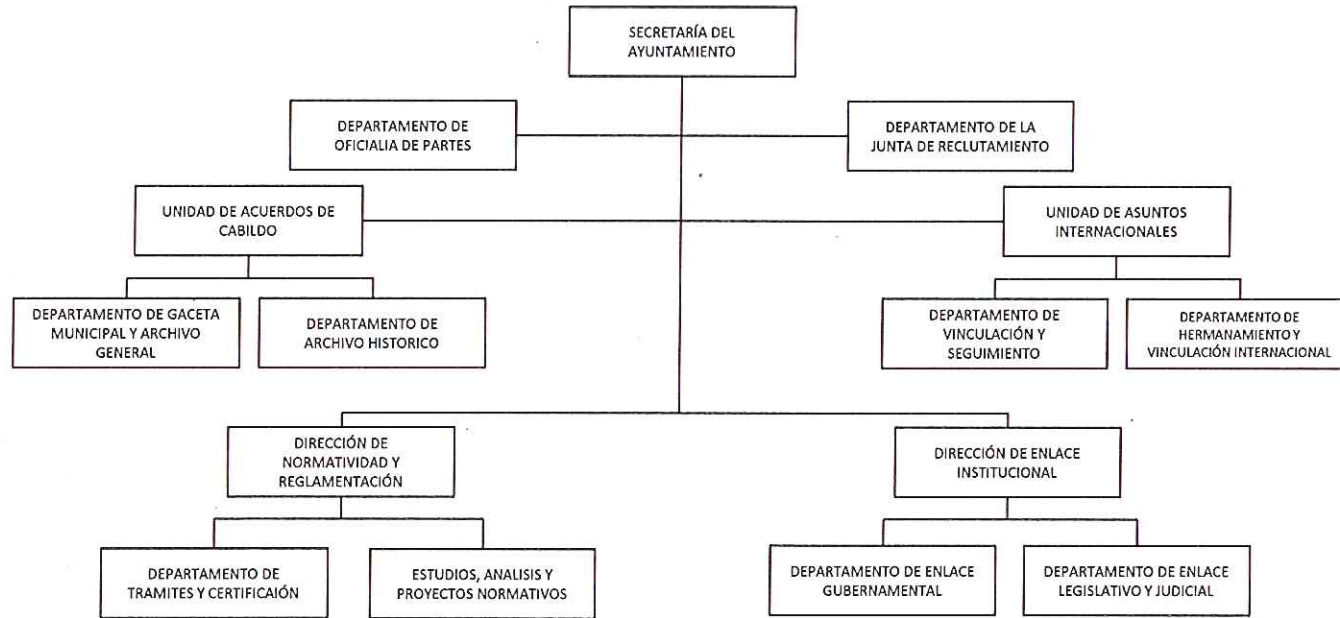 SECRETARÍA DEL
AYUNTAMIENTO
DEPARTAMENTO DE
OFICIALIA DE PARTES
DEPARTAMENTO DE LA
JUNTA DE RECLUTAMIENTO
UNIDAD DE ACUERDOS DE
CABILDO
UNIDAD DE ASUNTOS
INTERNACIONALES
DEPARTAMENTO DE GACETA
MUNICIPAL Y ARCHIVO
GENERAL
DEPARTAMENTO DE
ARCHIVO HISTORICO
DEPARTAMENTO DE
VINCULACIÓN Y
SEGUIMIENTO
DEPARTAMENTO DE
HERMANAMIENTO Y
VINCULACIÓN INTERNACIONAL
DIRECCIÓN DE
NORMATIVIDAD Y
REGLAMENTACIÓN
DIRECCIÓN DE ENLACE
INSTITUCIONAL
DEPARTAMENTO DE
TRAMITES Y CERTIFICAIÓN
ESTUDIOS, ANALISIS Y
PROYECTOS NORMATIVOS
DEPARTAMENTO DE ENLACE
GUBERNAMENTAL
DEPARTAMENTO DE ENLACE
LEGISLATIVO Y JUDICIAL